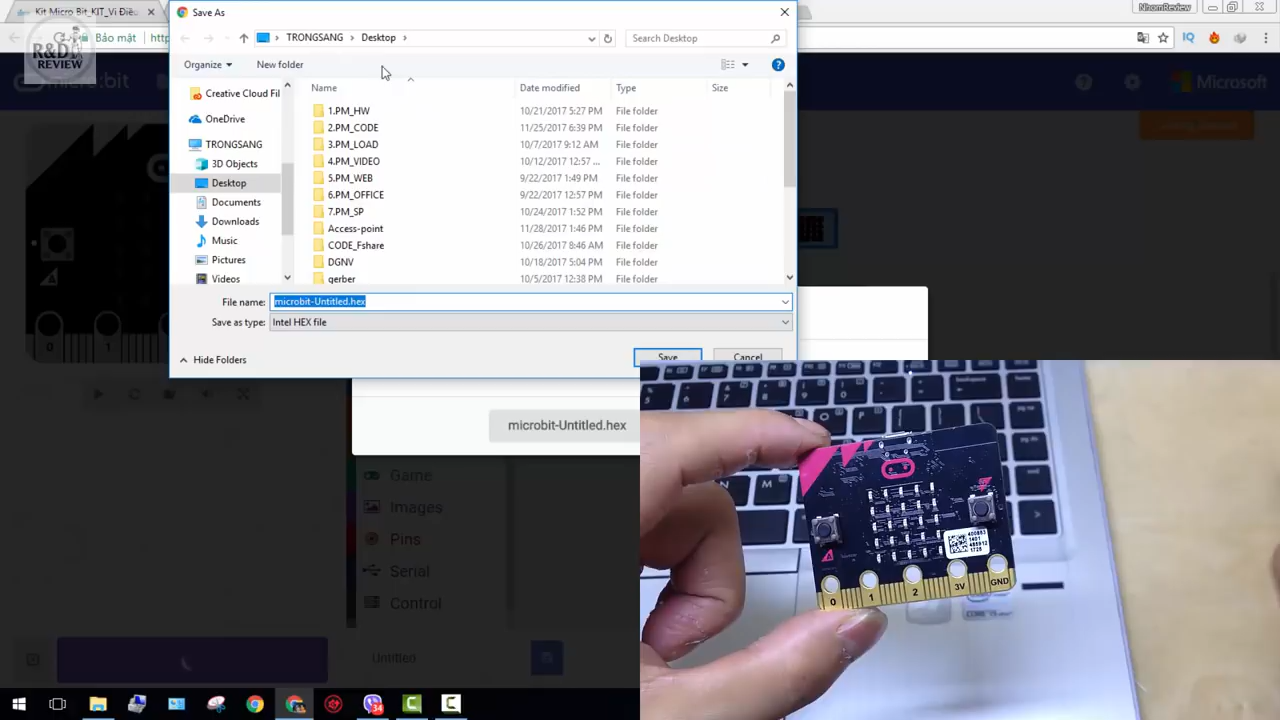 Kit Micro Bit_KIT_Vi Điều
Save As
NhomReview
TRONGSANG
Desktop
Search Desktop
Bảo mật
http
R&D
REVIEW
micro:bit
Microsoft
Organize
New folder
Name
Date modified
Type
Size
Creative Cloud Fil
OneDrive
TRONGSANG
3D Objects
Desktop
Documents
Downloads
Music
Pictures
Videos
1.PM_HW 10/21/2017 5:27 PM File folder
2.PM_CODE 11/25/2017 6:39 PM File folder
3.PM_LOAD 10/7/2017 9:12 AM File folder
4.PM_VIDEO 10/12/2017 12:57 ... File folder
5.PM_WEB 9/22/2017 1:49 PM File folder
6.PM_OFFICE 9/22/2017 12:57 PM File folder
7.PM_SP 10/24/2017 1:52 PM File folder
Access-point 11/28/2017 1:46 PM File folder
CODE_Fshare 10/26/2017 8:46 AM File folder
DGNV 10/18/2017 5:04 PM File folder
gerber 10/5/2017 12:38 PM File folder
File name: microbit-Untitled.hex
Save as type: Intel HEX file
Hide Folders
Save
Cancel
0
1
microbit-Untitled.hex
Game
Images
Pins
Serial
Control
Untitled
34
N
M
0
1
2
3V
GND